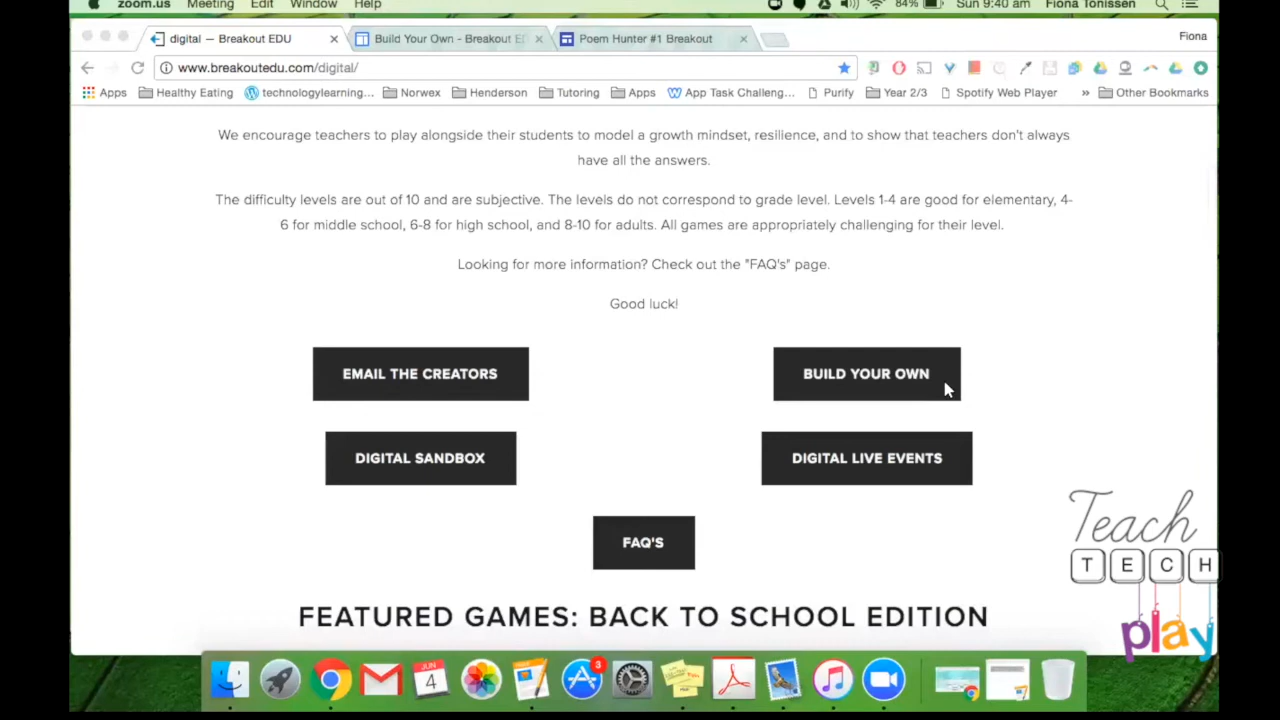 zoom.us Meeting Edit Window Help 84% Sun 9:40 am Fiona Tonissen
digital — Breakout EDU Build Your Own - Breakout ED Poem Hunter #1 Breakout Fiona
www.breakoutedu.com/digital/
Apps Healthy Eating technologylearning... Norwex Henderson Tutoring Apps App Task Challeng... Purify Year 2/3 Spotify Web Player » Other Bookmarks
We encourage teachers to play alongside their students to model a growth mindset, resilience, and to show that teachers don't always
have all the answers.
The difficulty levels are out of 10 and are subjective. The levels do not correspond to grade level. Levels 1-4 are good for elementary, 4-
6 for middle school, 6-8 for high school, and 8-10 for adults. All games are appropriately challenging for their level.
Looking for more information? Check out the "FAQ's" page.
Good luck!
EMAIL THE CREATORS BUILD YOUR OWN
DIGITAL SANDBOX DIGITAL LIVE EVENTS
FAQ'S
FEATURED GAMES: BACK TO SCHOOL EDITION
Teach
TECH
play
JUN
4
3